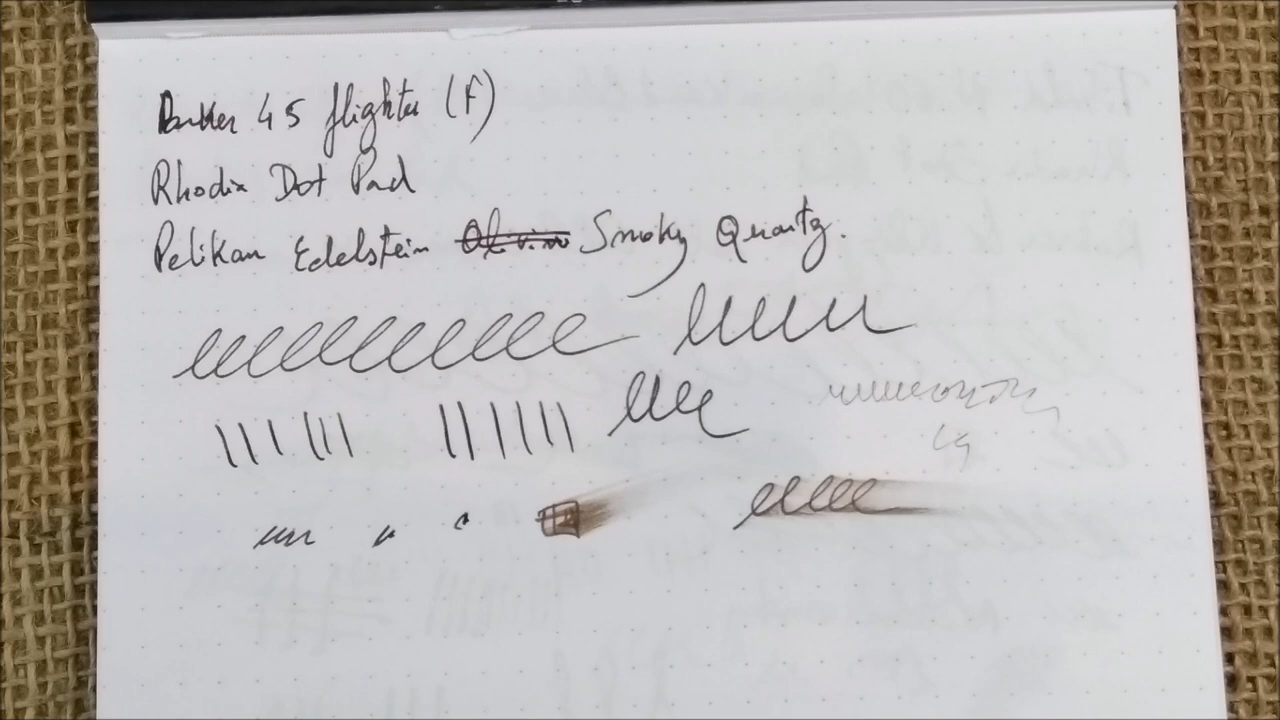 Parker 45 flighter (F)
Rhodia Dot Pad
Pelikan Edelstein Smoky Quartz.